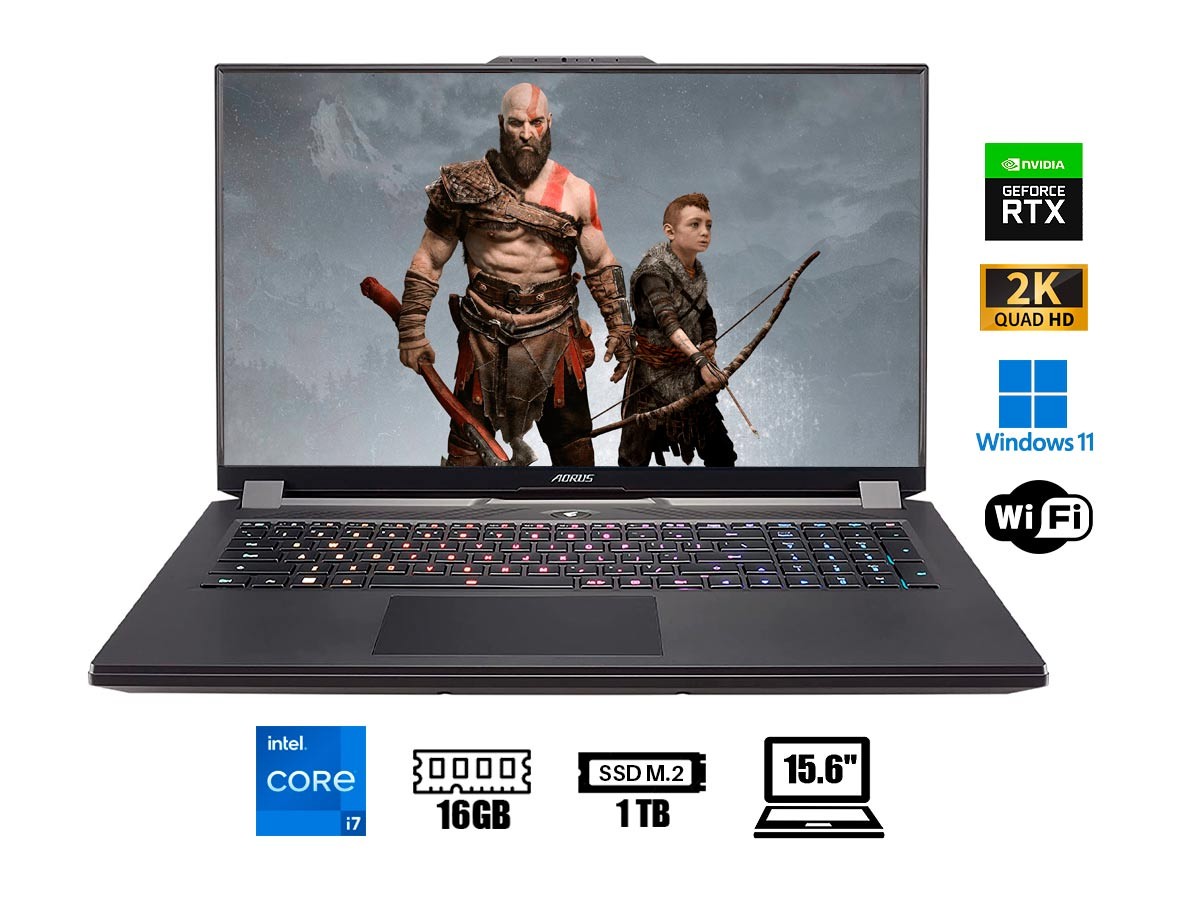 NVIDIA
GEFORCE
RTX
2K
QUAD HD
Windows 11
WiFi
AORUS
intel.
CORE
i7
16GB
SSD M.2
1 TB
15.6"